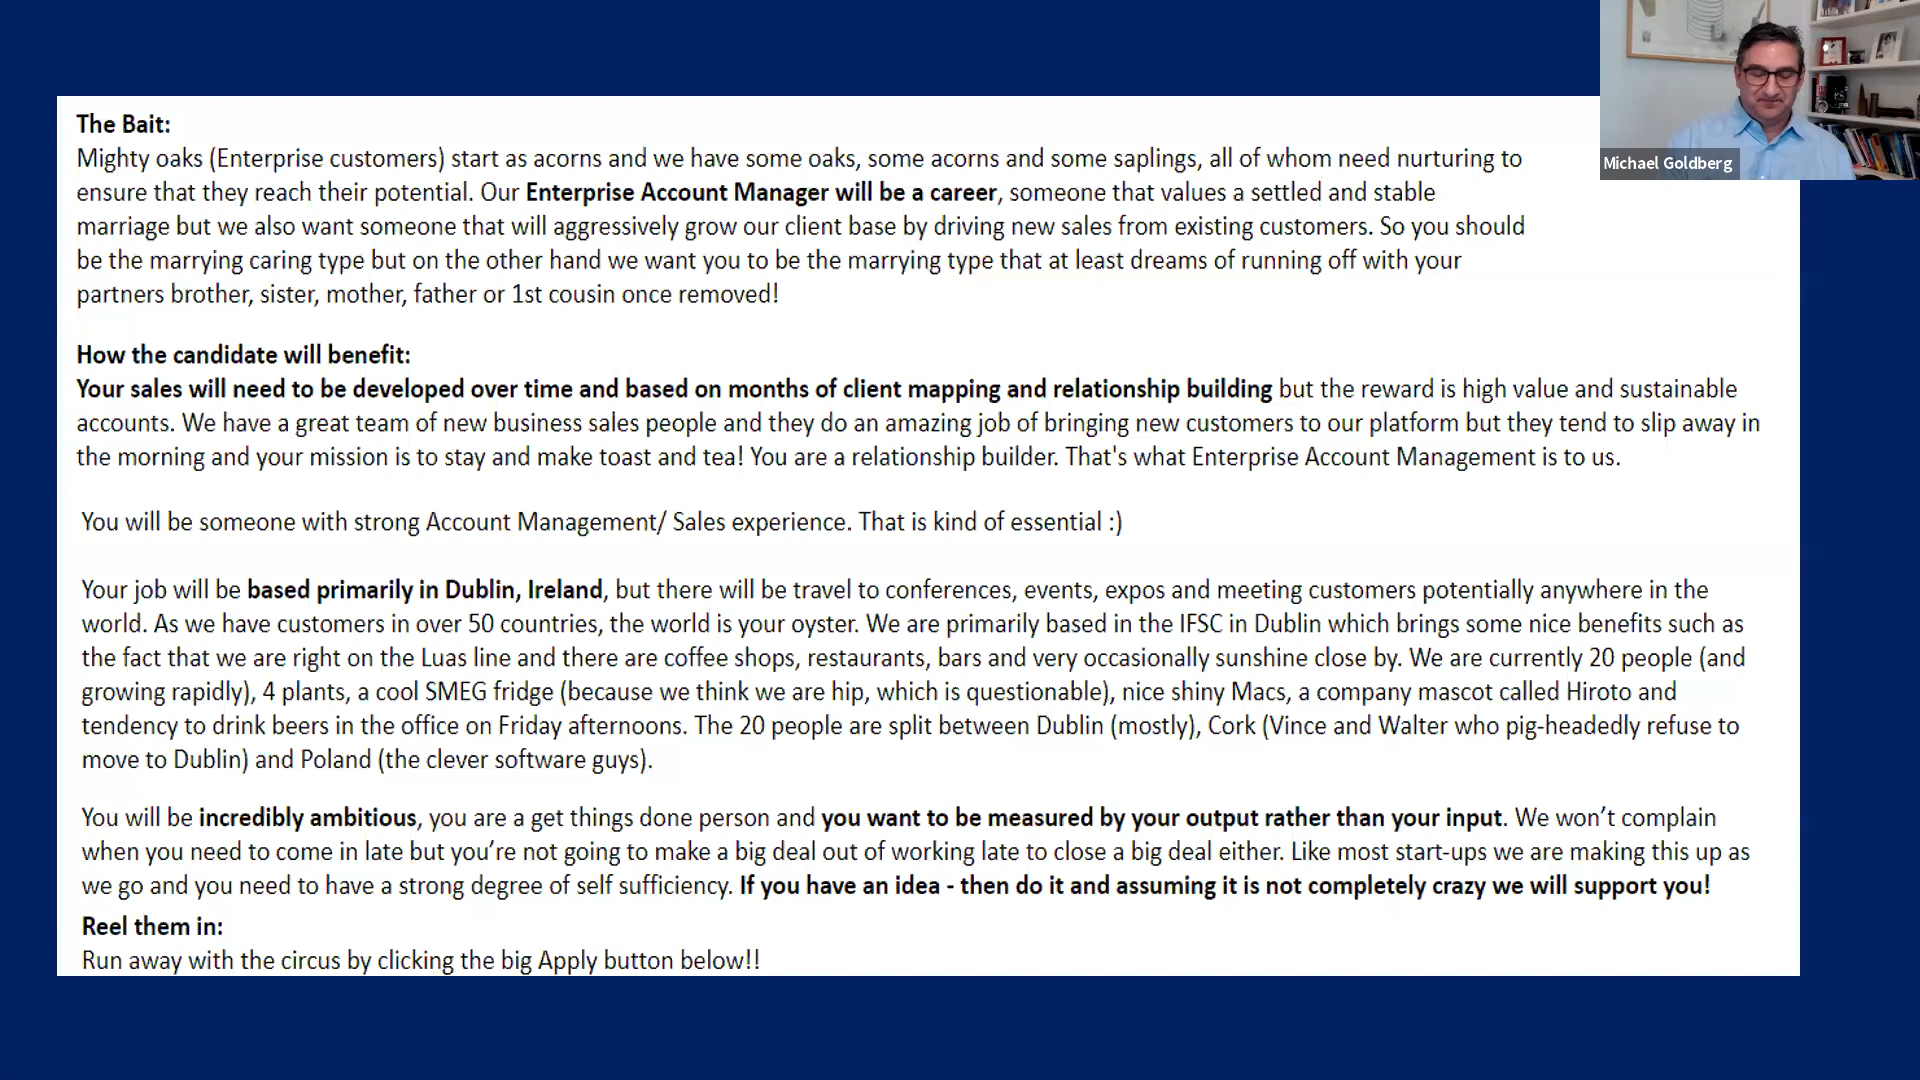 The Bait:
Mighty oaks (Enterprise customers) start as acorns and we have some oaks, some acorns and some saplings, all of whom need nurturing to
ensure that they reach their potential. Our Enterprise Account Manager will be a career, someone that values a settled and stable
marriage but we also want someone that will aggressively grow our client base by driving new sales from existing customers. So you should
be the marrying caring type but on the other hand we want you to be the marrying type that at least dreams of running off with your
partners brother, sister, mother, father or 1st cousin once removed!
Michael Goldberg
How the candidate will benefit:
Your sales will need to be developed over time and based on months of client mapping and relationship building but the reward is high value and sustainable
accounts. We have a great team of new business sales people and they do an amazing job of bringing new customers to our platform but they tend to slip away in
the morning and your mission is to stay and make toast and tea! You are a relationship builder. That's what Enterprise Account Management is to us.
You will be someone with strong Account Management/ Sales experience. That is kind of essential :)
Your job will be based primarily in Dublin, Ireland, but there will be travel to conferences, events, expos and meeting customers potentially anywhere in the
world. As we have customers in over 50 countries, the world is your oyster. We are primarily based in the IFSC in Dublin which brings some nice benefits such as
the fact that we are right on the Luas line and there are coffee shops, restaurants, bars and very occasionally sunshine close by. We are currently 20 people (and
growing rapidly), 4 plants, a cool SMEG fridge (because we think we are hip, which is questionable), nice shiny Macs, a company mascot called Hiroto and
tendency to drink beers in the office on Friday afternoons. The 20 people are split between Dublin (mostly), Cork (Vince and Walter who pig-headedly refuse to
move to Dublin) and Poland (the clever software guys).
You will be incredibly ambitious, you are a get things done person and you want to be measured by your output rather than your input. We won’t complain
when you need to come in late but you’re not going to make a big deal out of working late to close a big deal either. Like most start-ups we are making this up as
we go and you need to have a strong degree of self sufficiency. If you have an idea - then do it and assuming it is not completely crazy we will support you!
Reel them in:
Run away with the circus by clicking the big Apply button below!!